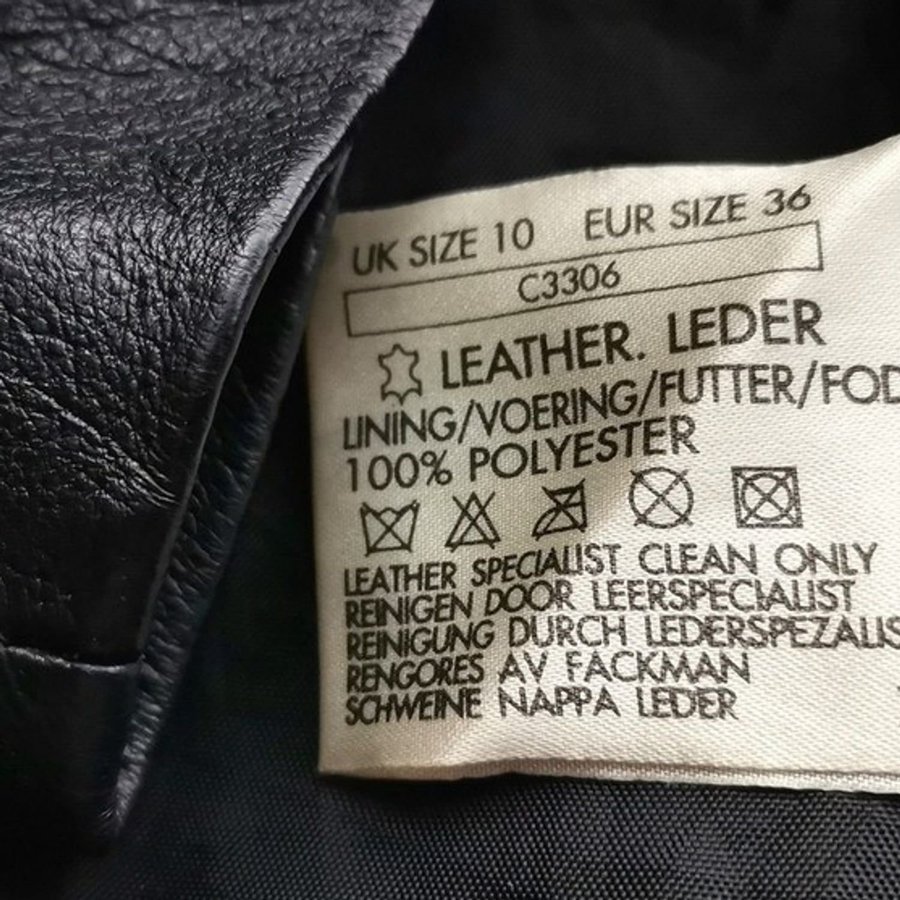 UK SIZE 10 EUR SIZE 36
C3306
LEATHER. LEDER
LINING/VOERING/FUTTER/FOD
100% POLYESTER
LEATHER SPECIALIST CLEAN ONLY
REINIGEN DOOR LEERSPECIALIST
REINIGUNG DURCH LEDERSPEZALIS
RENGORES AV FACKMAN
SCHWEINE NAPPA LEDER